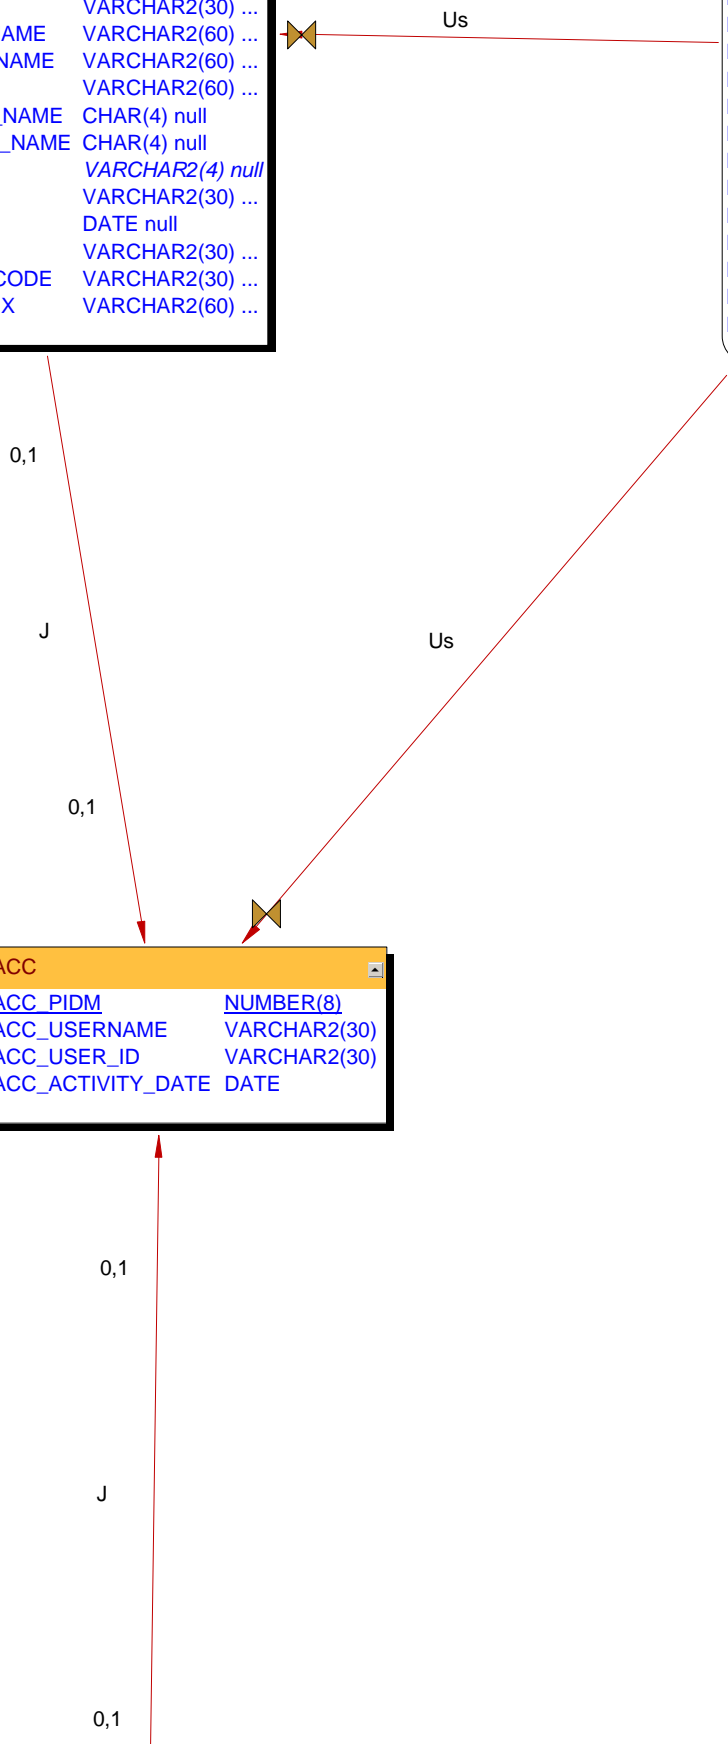 VARCHAR2(30) ...
Us
AME VARCHAR2(60) ...
NAME VARCHAR2(60) ...
VARCHAR2(60) ...
_NAME CHAR(4) null
_NAME CHAR(4) null
VARCHAR2(4) null
VARCHAR2(30) ...
DATE null
VARCHAR2(30) ...
CODE VARCHAR2(30) ...
X VARCHAR2(60) ...
0,1
J
Us
0,1
ACC
ACC_PIDM NUMBER(8)
ACC_USERNAME VARCHAR2(30)
ACC_USER_ID VARCHAR2(30)
ACC_ACTIVITY_DATE DATE
0,1
J
0,1